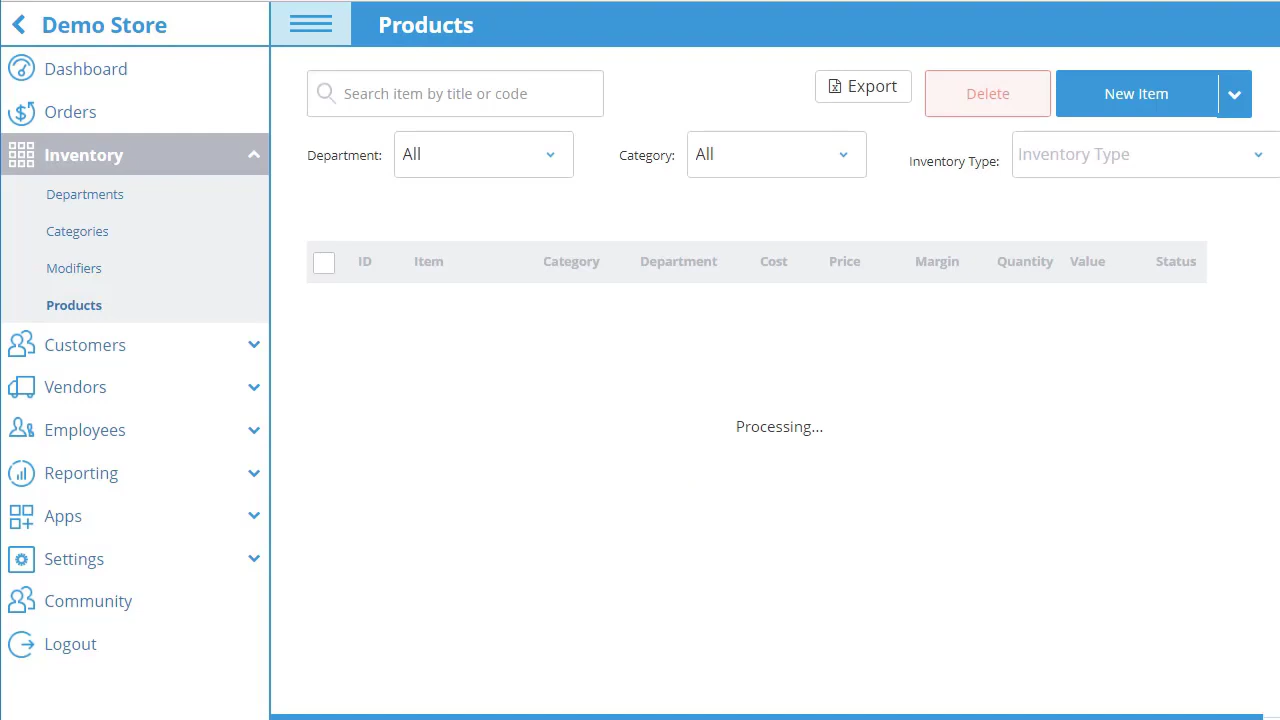 Demo Store
Products
Dashboard
Orders
Inventory
Departments
Categories
Modifiers
Products
Customers
Vendors
Employees
Reporting
Apps
Settings
Community
Logout
Search item by title or code
Export
Delete
New Item
Department: All Category: All Inventory Type: Inventory Type
ID Item Category Department Cost Price Margin Quantity Value Status
Processing...